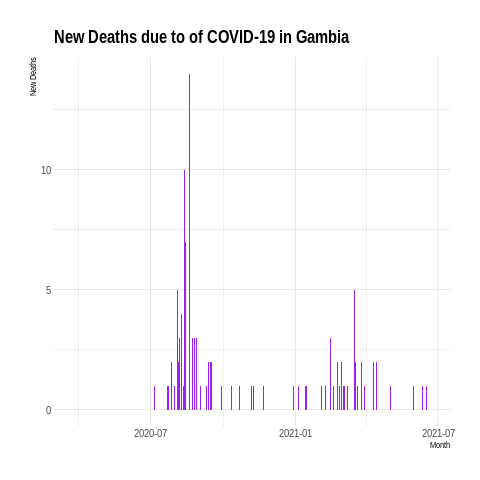 New Deaths due to of COVID-19 in Gambia
New Deaths
10
5
0
2020-07
2021-01
2021-07
Month